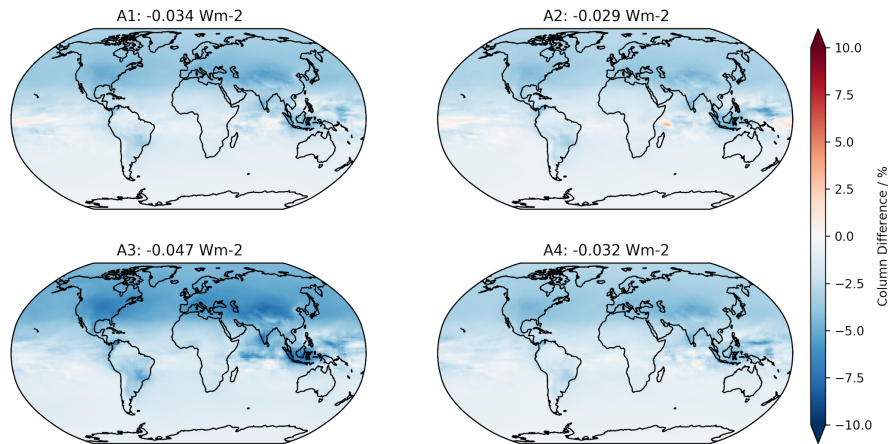 A1: -0.034 Wm-2
A2: -0.029 Wm-2
A3: -0.047 Wm-2
A4: -0.032 Wm-2
10.0
7.5
5.0
2.5
0.0
−2.5
−5.0
−7.5
−10.0
Column Difference / %